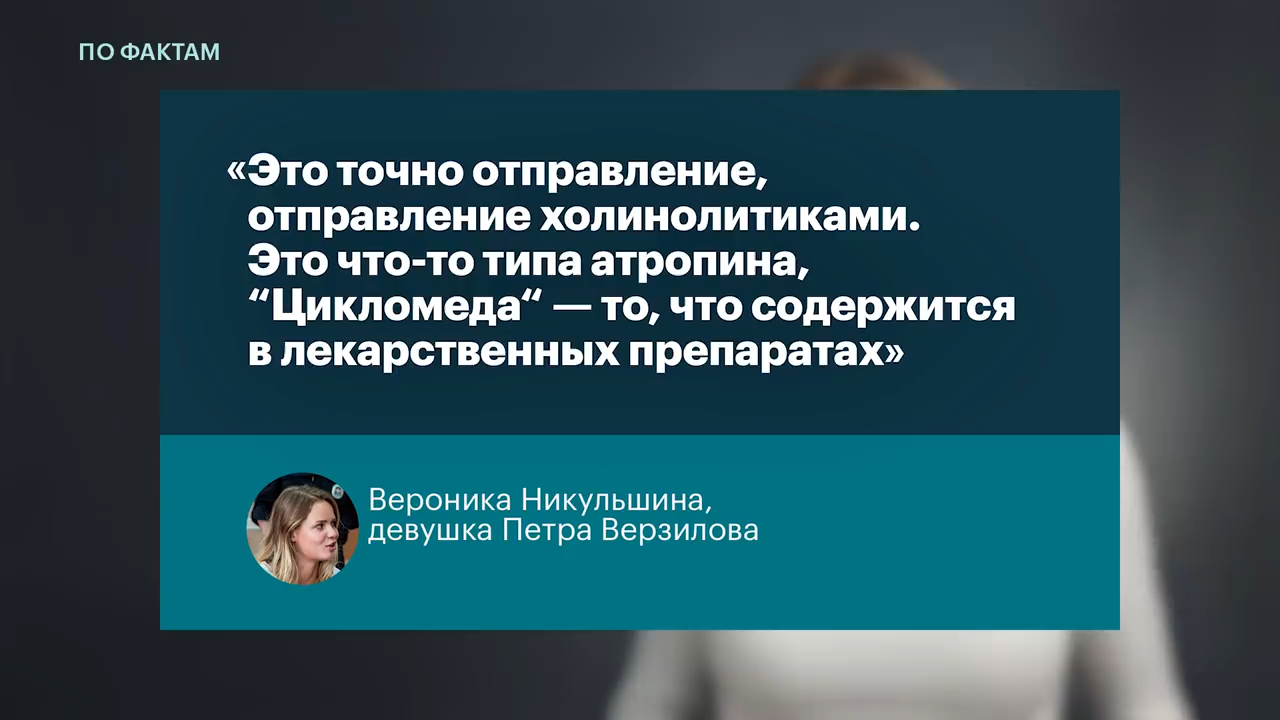 ПО ФАКТАМ
«Это точно отправление,
отправление холинолитиками.
Это что-то типа атропина,
“Цикломеда“ — то, что содержится
в лекарственных препаратах»
Вероника Никульшина,
девушка Петра Верзилова